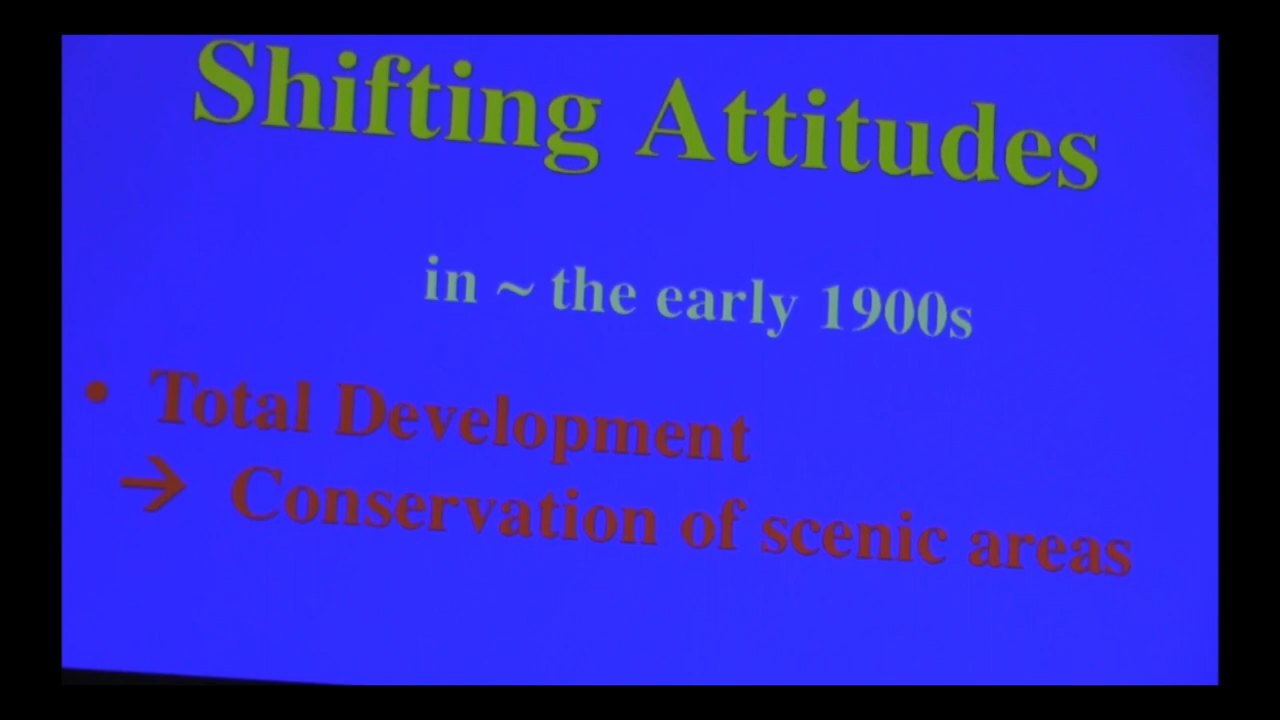 Shifting Attitudes
in ~ the early 1900s
• Total Development
→ Conservation of scenic areas